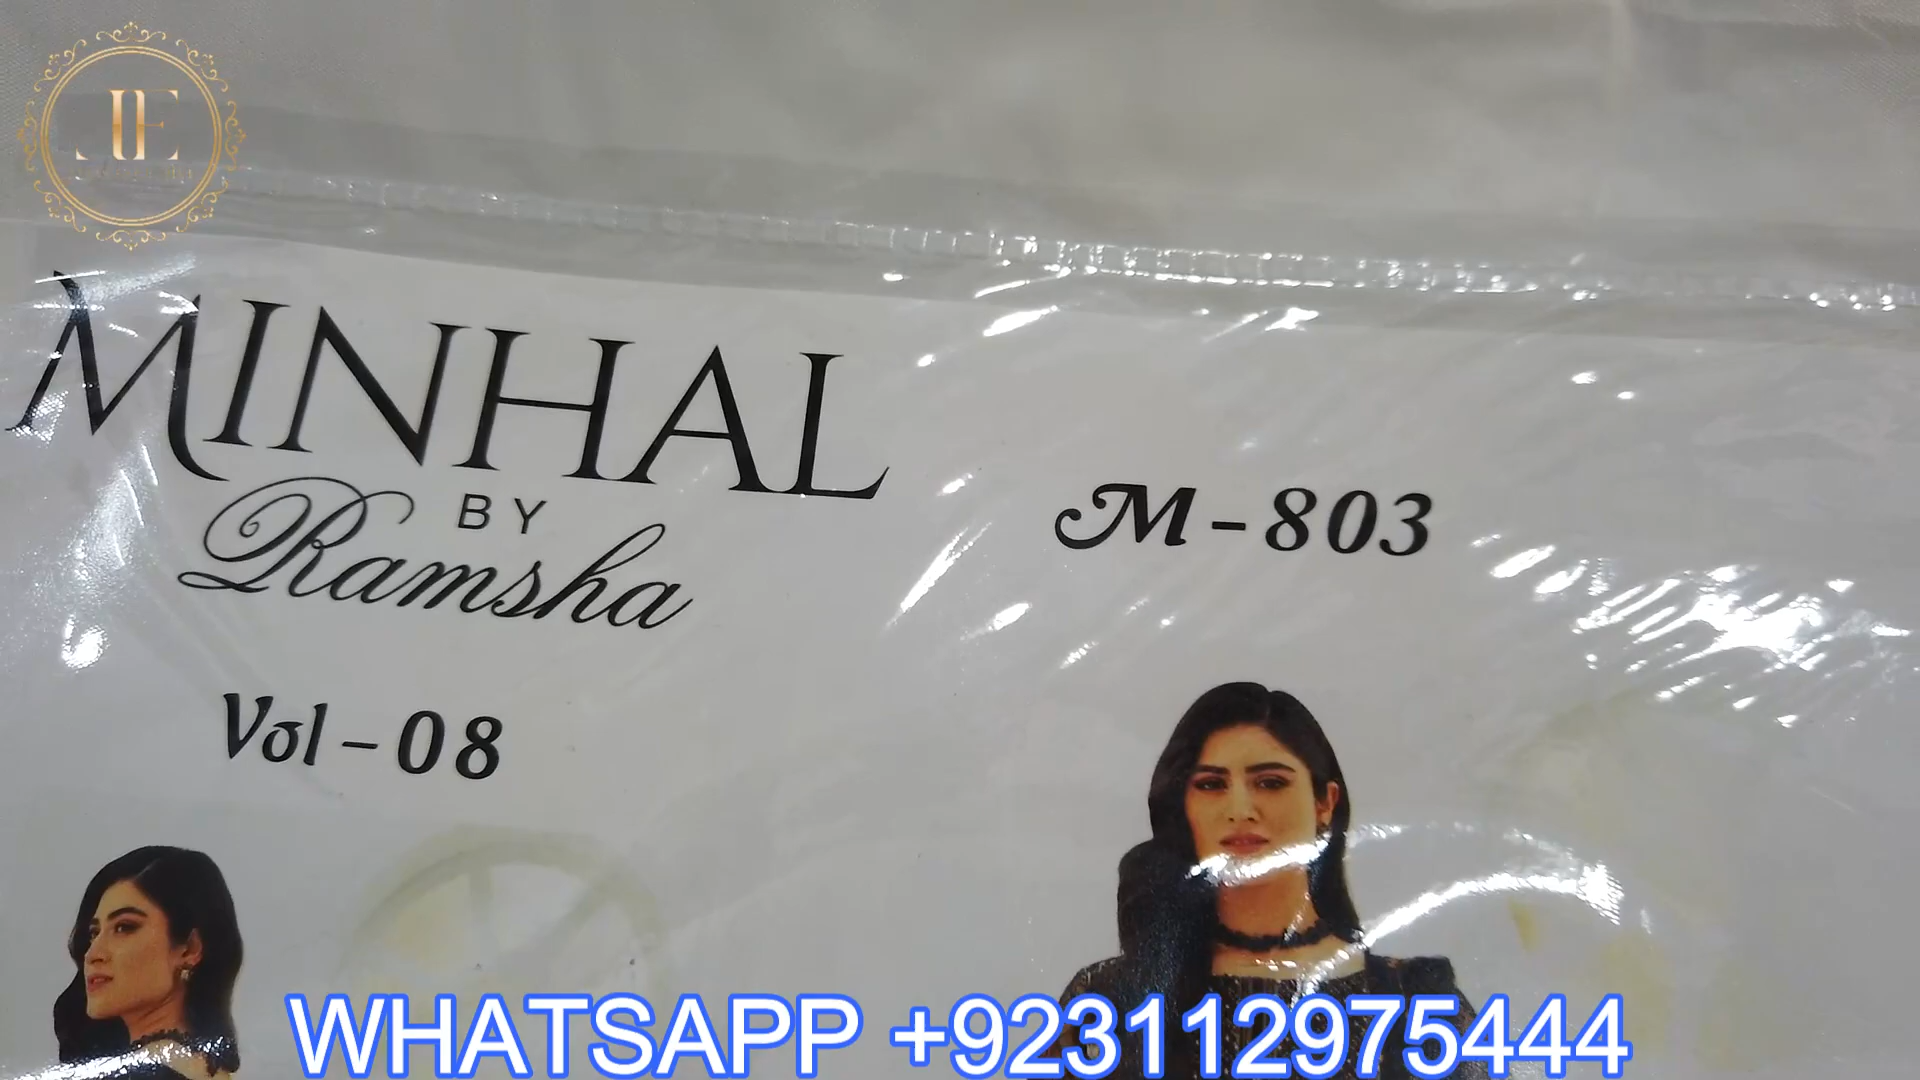 MINHAL
BY
Ramsha
M-803
Vol-08
WHATSAPP +923112975444